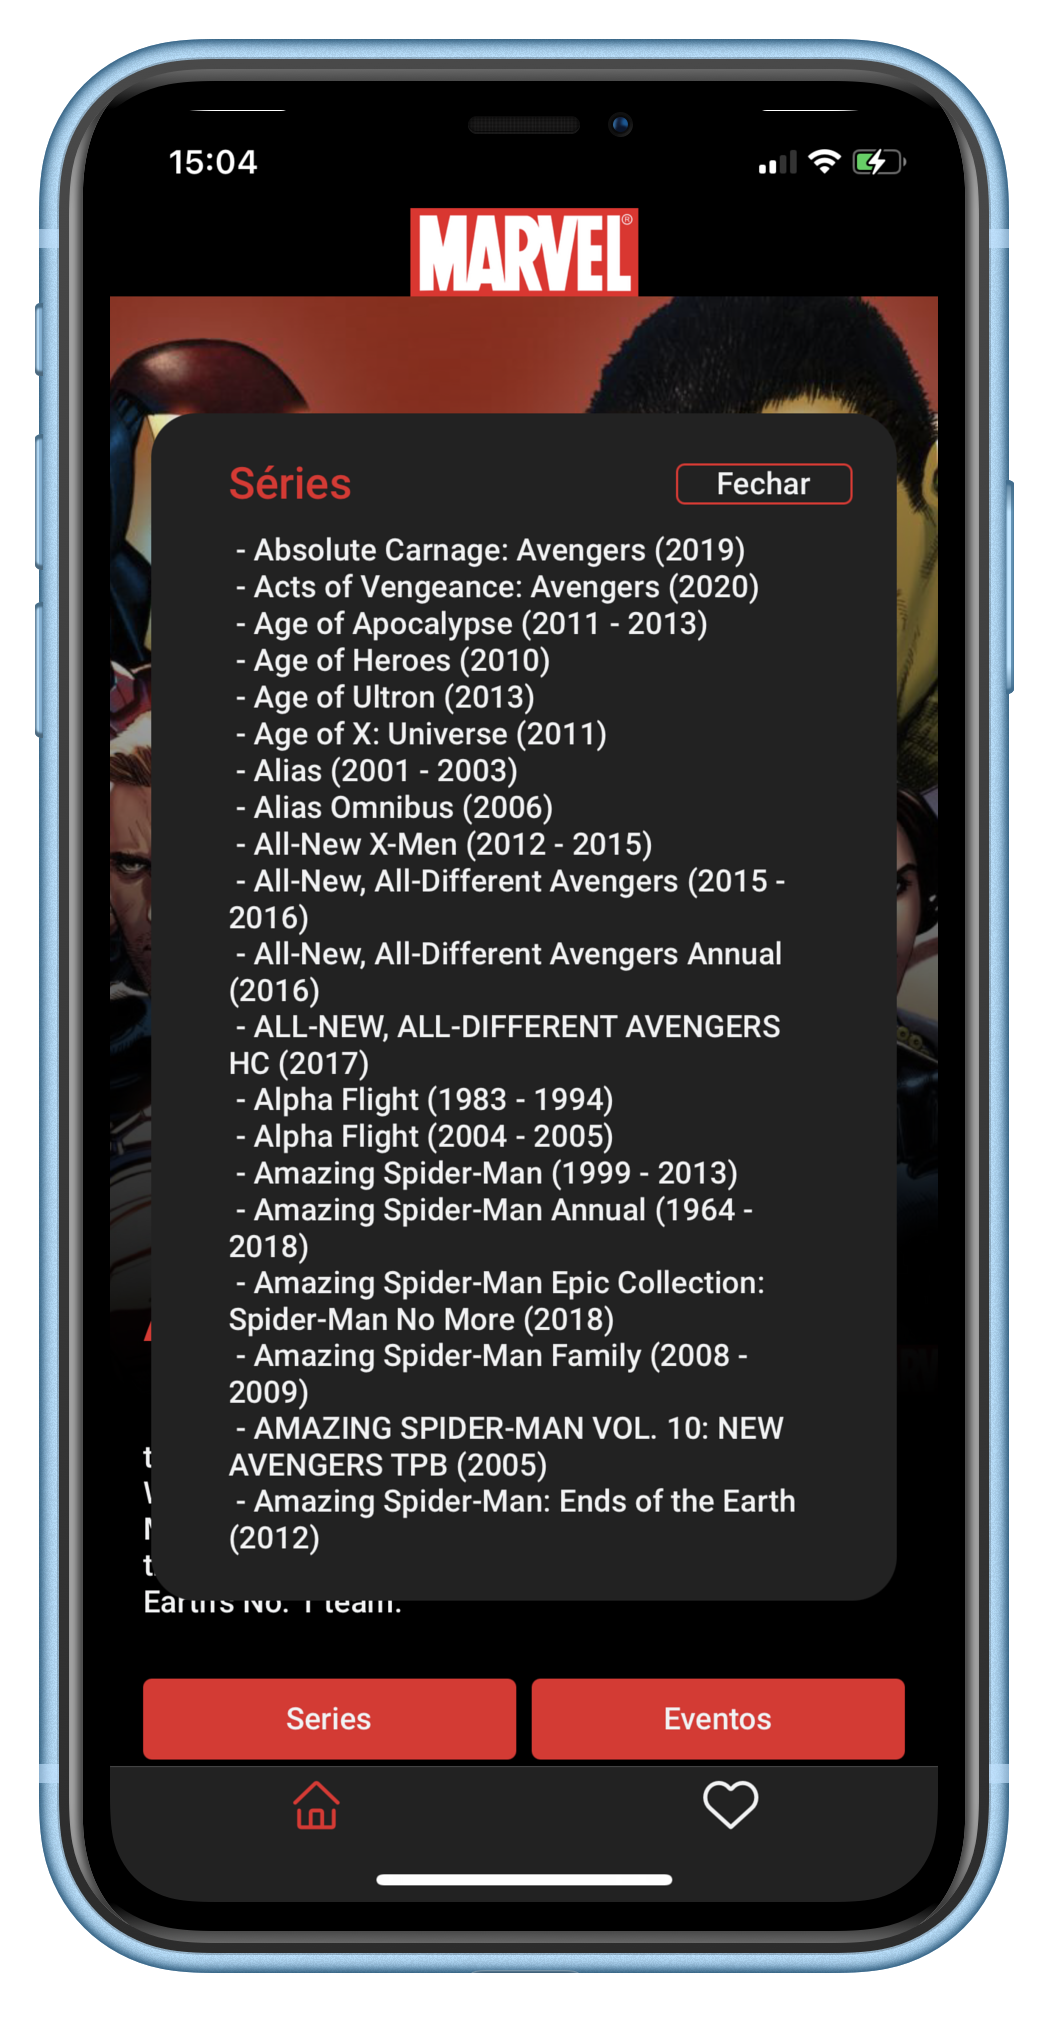 15:04
MARVEL®
Séries
Fechar
- Absolute Carnage: Avengers (2019)
- Acts of Vengeance: Avengers (2020)
- Age of Apocalypse (2011 - 2013)
- Age of Heroes (2010)
- Age of Ultron (2013)
- Age of X: Universe (2011)
- Alias (2001 - 2003)
- Alias Omnibus (2006)
- All-New X-Men (2012 - 2015)
- All-New, All-Different Avengers (2015 -
2016)
- All-New, All-Different Avengers Annual
(2016)
- ALL-NEW, ALL-DIFFERENT AVENGERS
HC (2017)
- Alpha Flight (1983 - 1994)
- Alpha Flight (2004 - 2005)
- Amazing Spider-Man (1999 - 2013)
- Amazing Spider-Man Annual (1964 -
2018)
- Amazing Spider-Man Epic Collection:
Spider-Man No More (2018)
- Amazing Spider-Man Family (2008 -
2009)
- AMAZING SPIDER-MAN VOL. 10: NEW
AVENGERS TPB (2005)
- Amazing Spider-Man: Ends of the Earth
(2012)
Earth's No. 1 team.
Series
Eventos